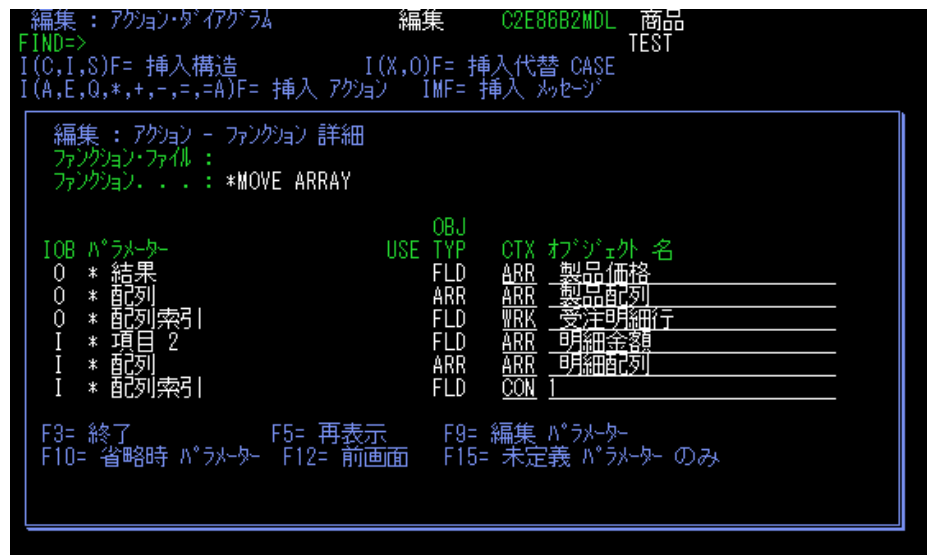 編集 : ｱｸｼｮﾝ･ﾀﾞｲｱｸﾞﾗﾑ 編集 C2E86B2MDL 商品
FIND=> TEST
I(C,I,S)F= 挿入構造 I(X,O)F= 挿入代替 CASE
I(A,E,Q,*,+,-,=,=A)F= 挿入 ｱｸｼｮﾝ IMF= 挿入 ﾒｯｾｰｼﾞ
編集 : ｱｸｼｮﾝ - ﾌｧﾝｸｼｮﾝ 詳細
ﾌｧﾝｸｼｮﾝ･ﾌｧｲﾙ :
ﾌｧﾝｸｼｮﾝ. . . : *MOVE ARRAY
OBJ
IOB ﾊﾟﾗﾒｰﾀｰ USE TYP CTX ｵﾌﾞｼﾞｪｸﾄ 名
O * 結果 FLD ARR 製品価格
O * 配列 ARR ARR 製品配列
O * 配列索引 FLD WRK 受注明細行
I * 項目 2 FLD ARR 明細金額
I * 配列 ARR ARR 明細配列
I * 配列索引 FLD CON 1
F3= 終了 F5= 再表示 F9= 編集 ﾊﾟﾗﾒｰﾀｰ
F10= 省略時 ﾊﾟﾗﾒｰﾀｰ F12= 前画面 F15= 未定義 ﾊﾟﾗﾒｰﾀｰ のみ